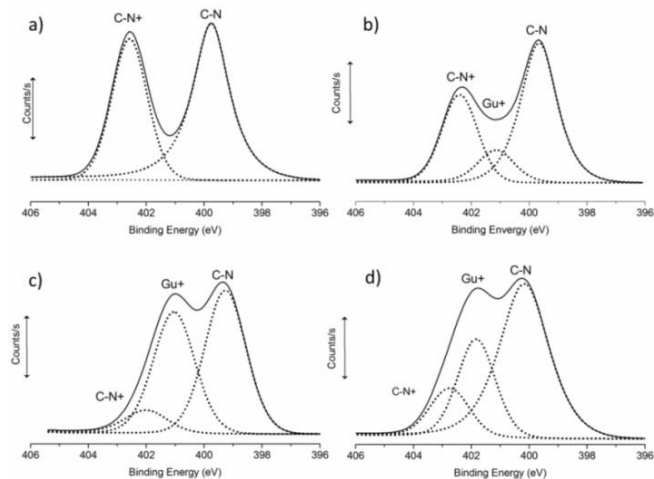 a)
C-N+
C-N
Counts/s
406 404 402 400 398 396
Binding Energy (eV)
b)
C-N+
Gu+
C-N
Counts/s
406 404 402 400 398 396
Binding Envergy (eV)
c)
C-N+
Gu+
C-N
Counts/s
406 404 402 400 398 396
Binding Energy (eV)
d)
C-N+
Gu+
C-N
Counts/s
406 404 402 400 398 396
Binding Energy (eV)